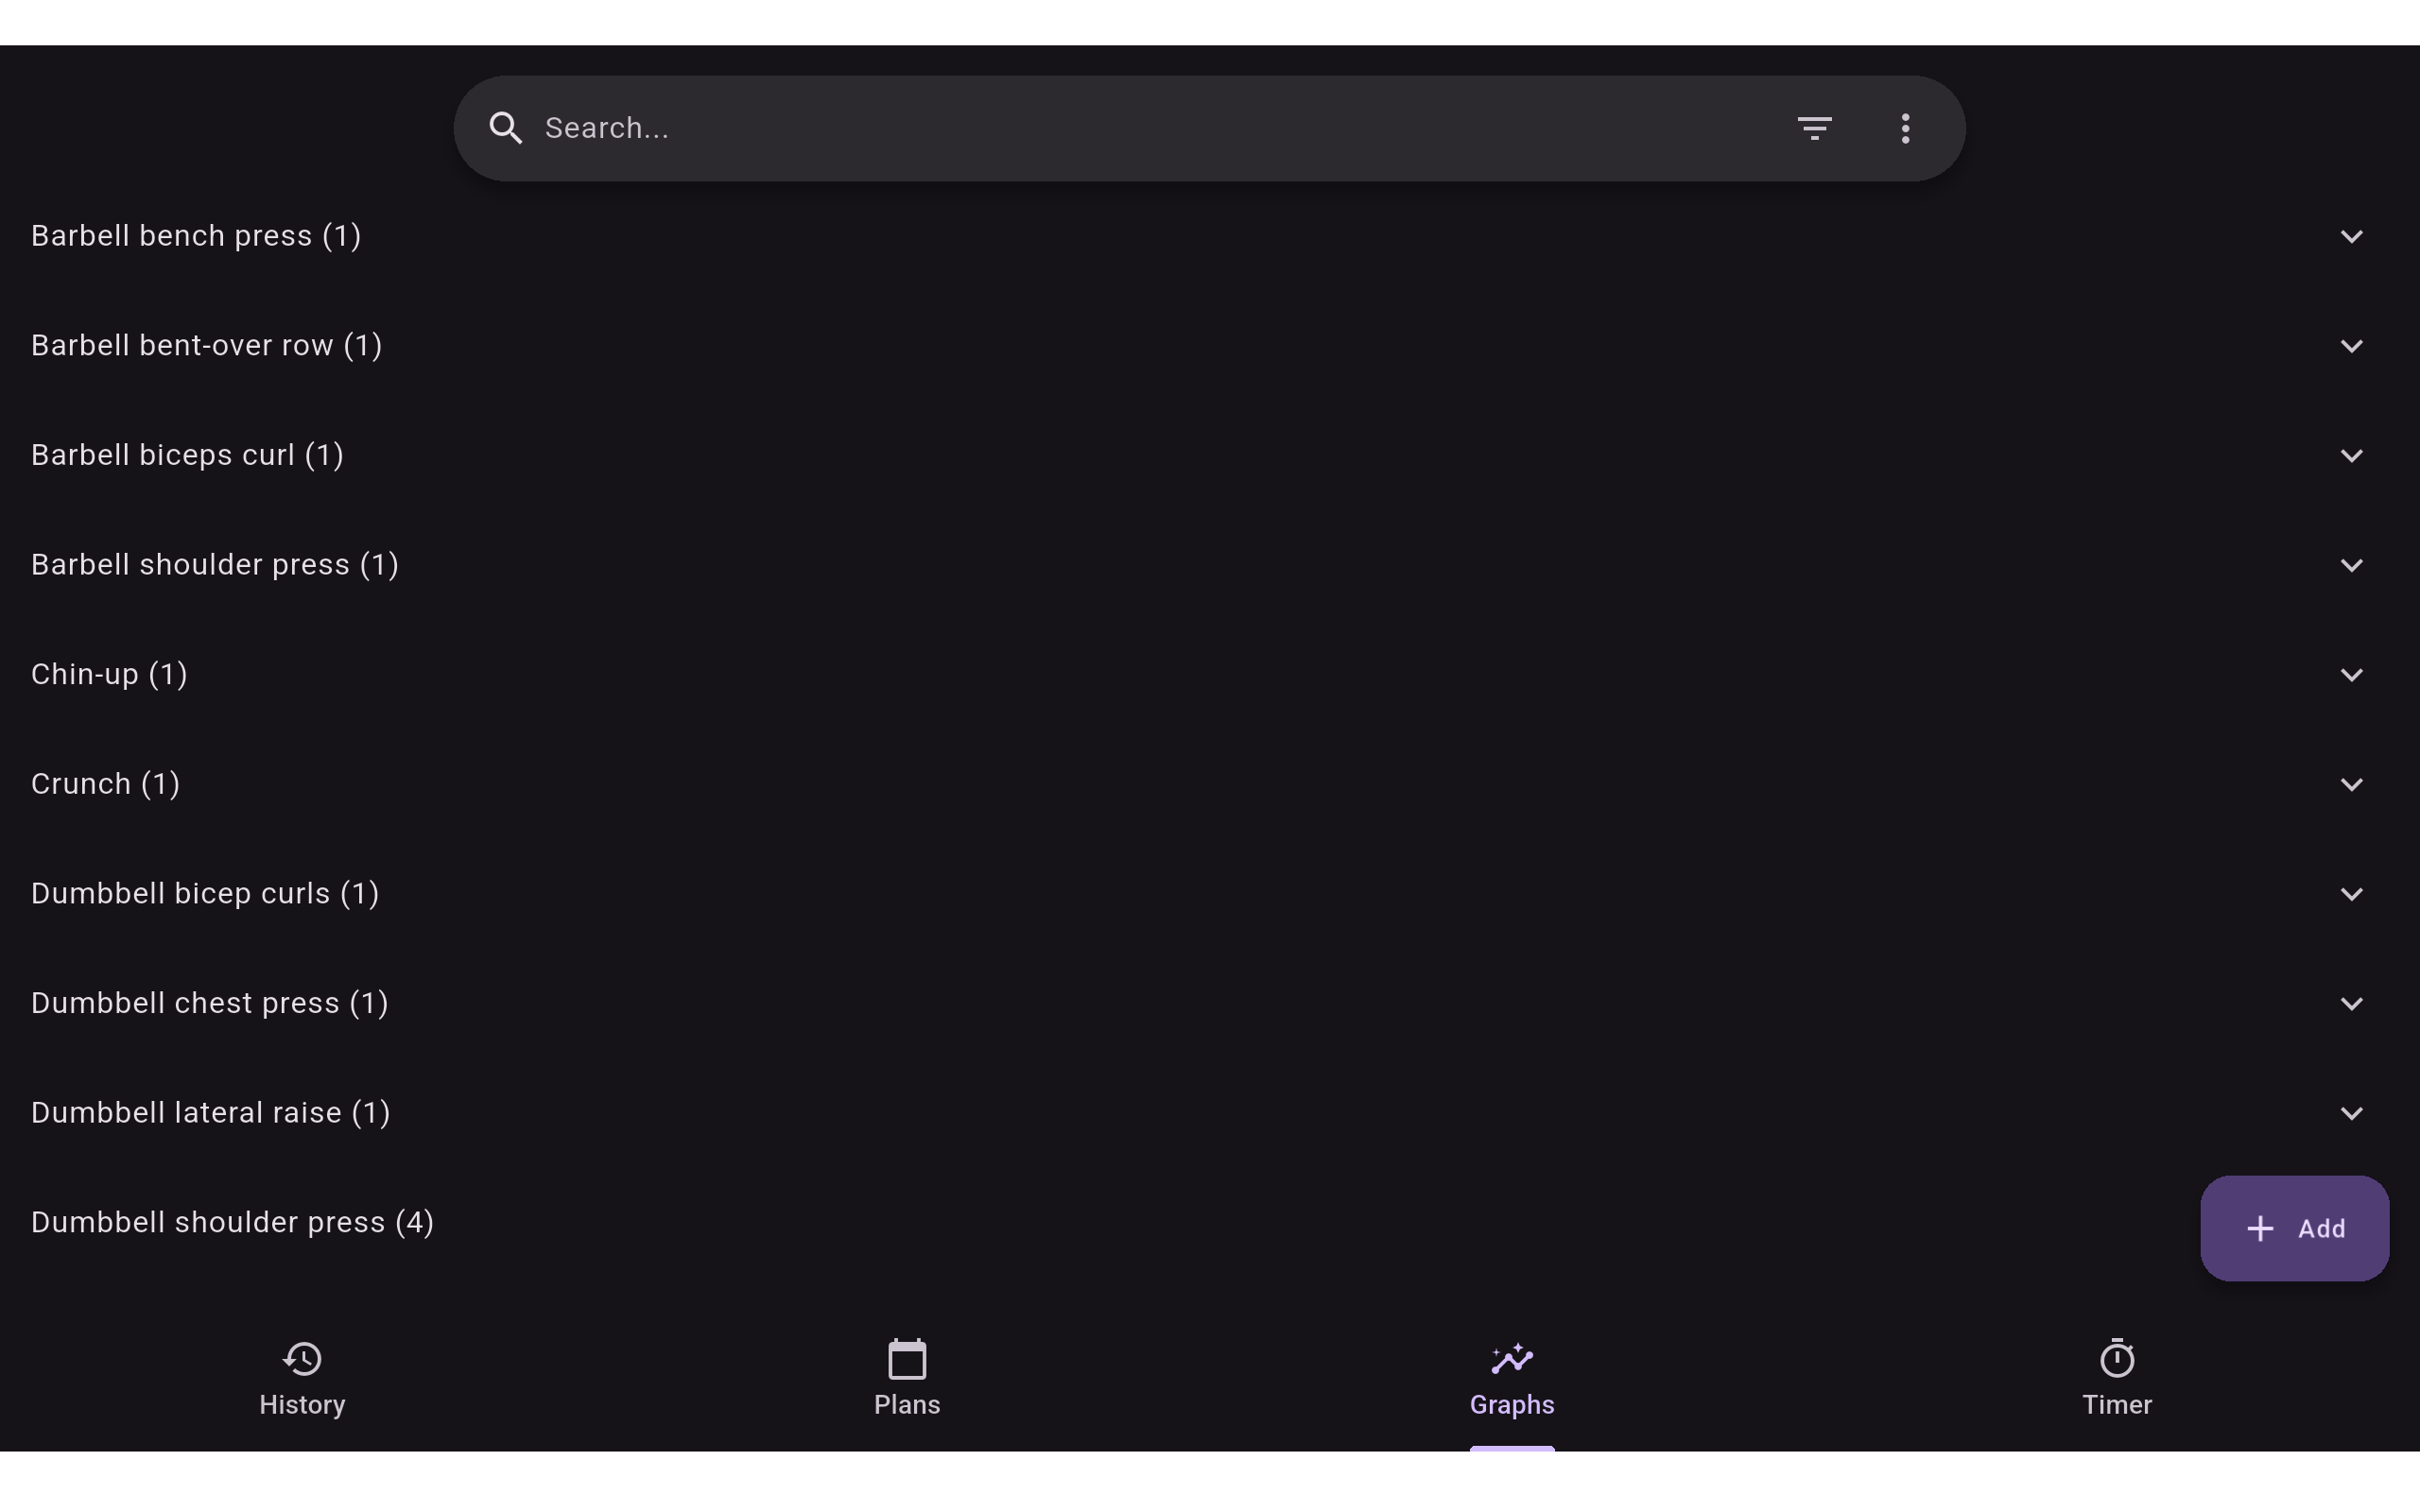 Search...
Barbell bench press (1)
Barbell bent-over row (1)
Barbell biceps curl (1)
Barbell shoulder press (1)
Chin-up (1)
Crunch (1)
Dumbbell bicep curls (1)
Dumbbell chest press (1)
Dumbbell lateral raise (1)
Dumbbell shoulder press (4)
Add
History
Plans
Graphs
Timer